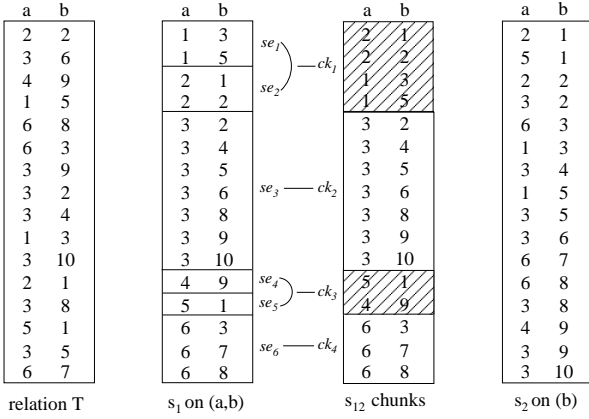 a b a b a b a b
2 2 1 3 se₁ 2 1 2 1
3 6 1 5 ck₁ 2 2 5 1
4 9 2 1 se₂ 1 3 2 2
1 5 2 2 1 5 3 2
6 8 3 2 3 2 6 3
6 3 3 4 3 4 1 3
3 9 3 5 3 5 3 4
3 2 3 6 se₃ ck₂ 3 6 1 5
3 4 3 8 3 8 3 5
1 3 3 9 3 9 3 6
3 10 3 10 3 10 6 7
2 1 4 9 se₄ ck₃ 5 1 6 8
3 8 5 1 se₅ 4 9 3 8
5 1 6 3 6 3 4 9
3 5 6 7 se₆ ck₄ 6 7 3 9
6 7 6 8 6 8 3 10
relation T s₁ on (a,b) s₁₂ chunks s₂ on (b)